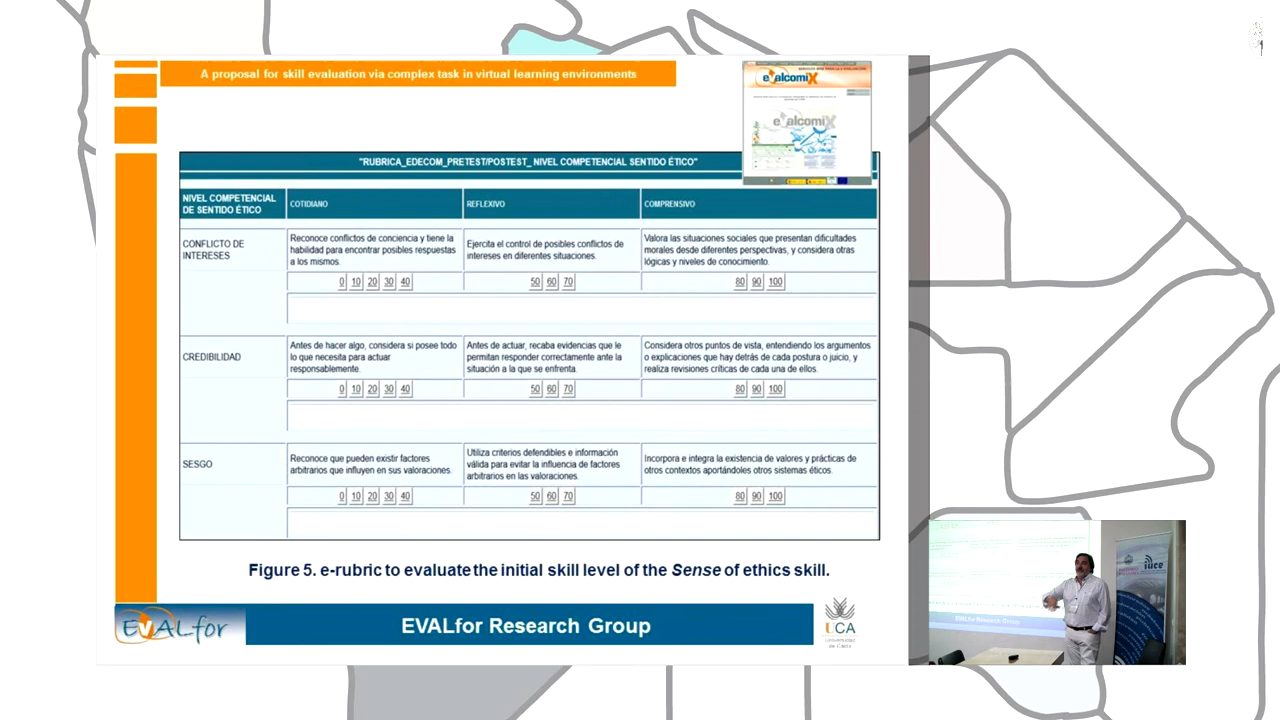 A proposal for skill evaluation via complex task in virtual learning environments
evalcomiX
evalcomiX
"RUBRICA_EDECOM_PRETEST/POSTEST_ NIVEL COMPETENCIAL SENTIDO ÉTICO"
NIVEL COMPETENCIAL
DE SENTIDO ÉTICO
COTIDIANO
REFLEXIVO
COMPRENSIVO
CONFLICTO DE
INTERESES
Reconoce conflictos de conciencia y tiene la
habilidad para encontrar posibles respuestas
a los mismos.
Ejercita el control de posibles conflictos de
intereses en diferentes situaciones.
Valora las situaciones sociales que presentan dificultades
morales desde diferentes perspectivas, y considera otras
lógicas y niveles de conocimiento.
0 10 20 30 40
50 60 70
80 90 100
CREDIBILIDAD
Antes de hacer algo, considera si posee todo
lo que necesita para actuar
responsablemente.
Antes de actuar, recaba evidencias que le
permitan responder correctamente ante la
situación a la que se enfrenta.
Considera otros puntos de vista, entendiendo los argumentos
o explicaciones que hay detrás de cada postura o juicio, y
realiza revisiones críticas de cada una de ellos.
0 10 20 30 40
50 60 70
80 90 100
SESGO
Reconoce que pueden existir factores
arbitrarios que influyen en sus valoraciones.
Utiliza criterios defendibles e información
válida para evitar la influencia de factores
arbitrarios en las valoraciones.
Incorpora e integra la existencia de valores y prácticas de
otros contextos aportándoles otros sistemas éticos.
0 10 20 30 40
50 60 70
80 90 100
Figure 5. e-rubric to evaluate the initial skill level of the Sense of ethics skill.
EVALfor
EVALfor Research Group
UCA
Universidad
de Cádiz
iuce
EVALfor Research Group